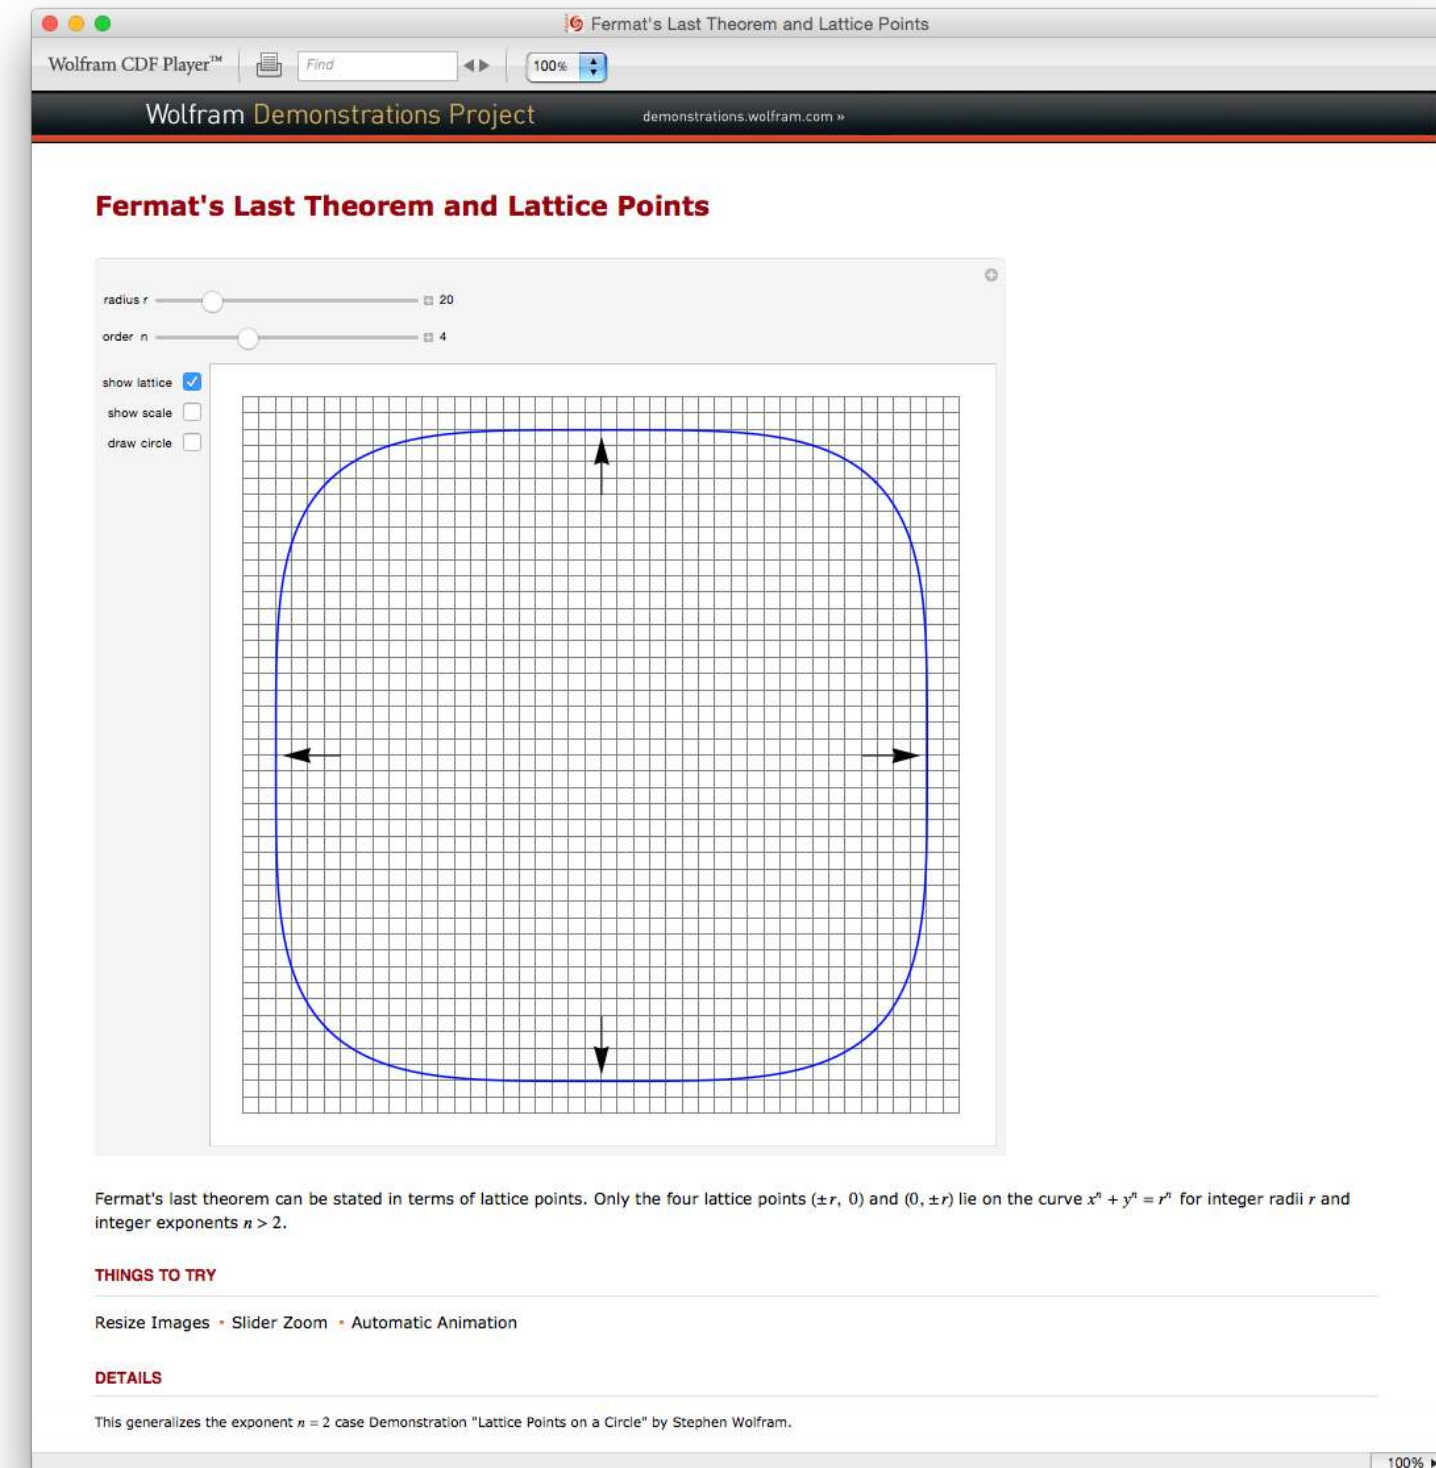 Fermat's Last Theorem and Lattice Points
Wolfram CDF Player™ Find 100%
Wolfram Demonstrations Project demonstrations.wolfram.com »
Fermat's Last Theorem and Lattice Points
radius r 20
order n 4
show lattice
show scale
draw circle
Fermat's last theorem can be stated in terms of lattice points. Only the four lattice points (±r, 0) and (0, ±r) lie on the curve xⁿ + yⁿ = rⁿ for integer radii r and
integer exponents n > 2.
THINGS TO TRY
Resize Images ▪ Slider Zoom ▪ Automatic Animation
DETAILS
This generalizes the exponent n = 2 case Demonstration "Lattice Points on a Circle" by Stephen Wolfram.
100%